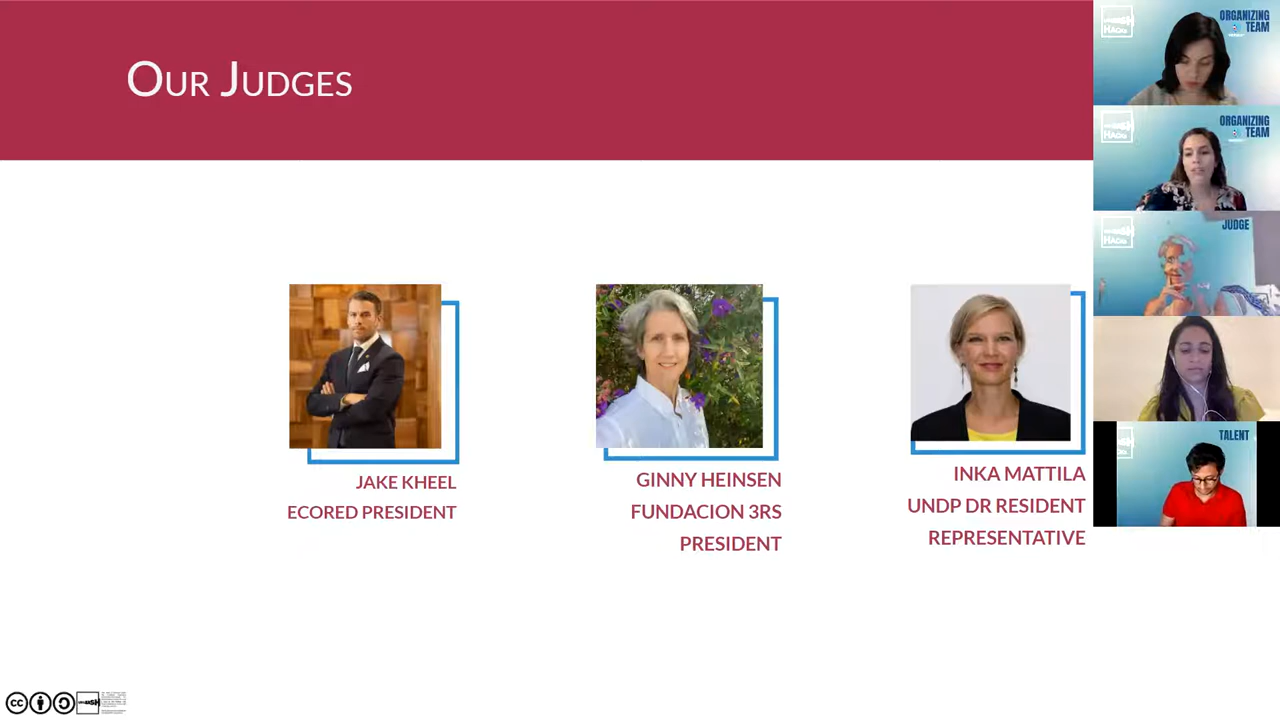 OUR JUDGES
JAKE KHEEL
ECORED PRESIDENT
GINNY HEINSEN
FUNDACION 3RS
PRESIDENT
INKA MATTILA
UNDP DR RESIDENT
REPRESENTATIVE
ORGANIZING
TEAM
ORGANIZING
TEAM
JUDGE
TALENT
cc